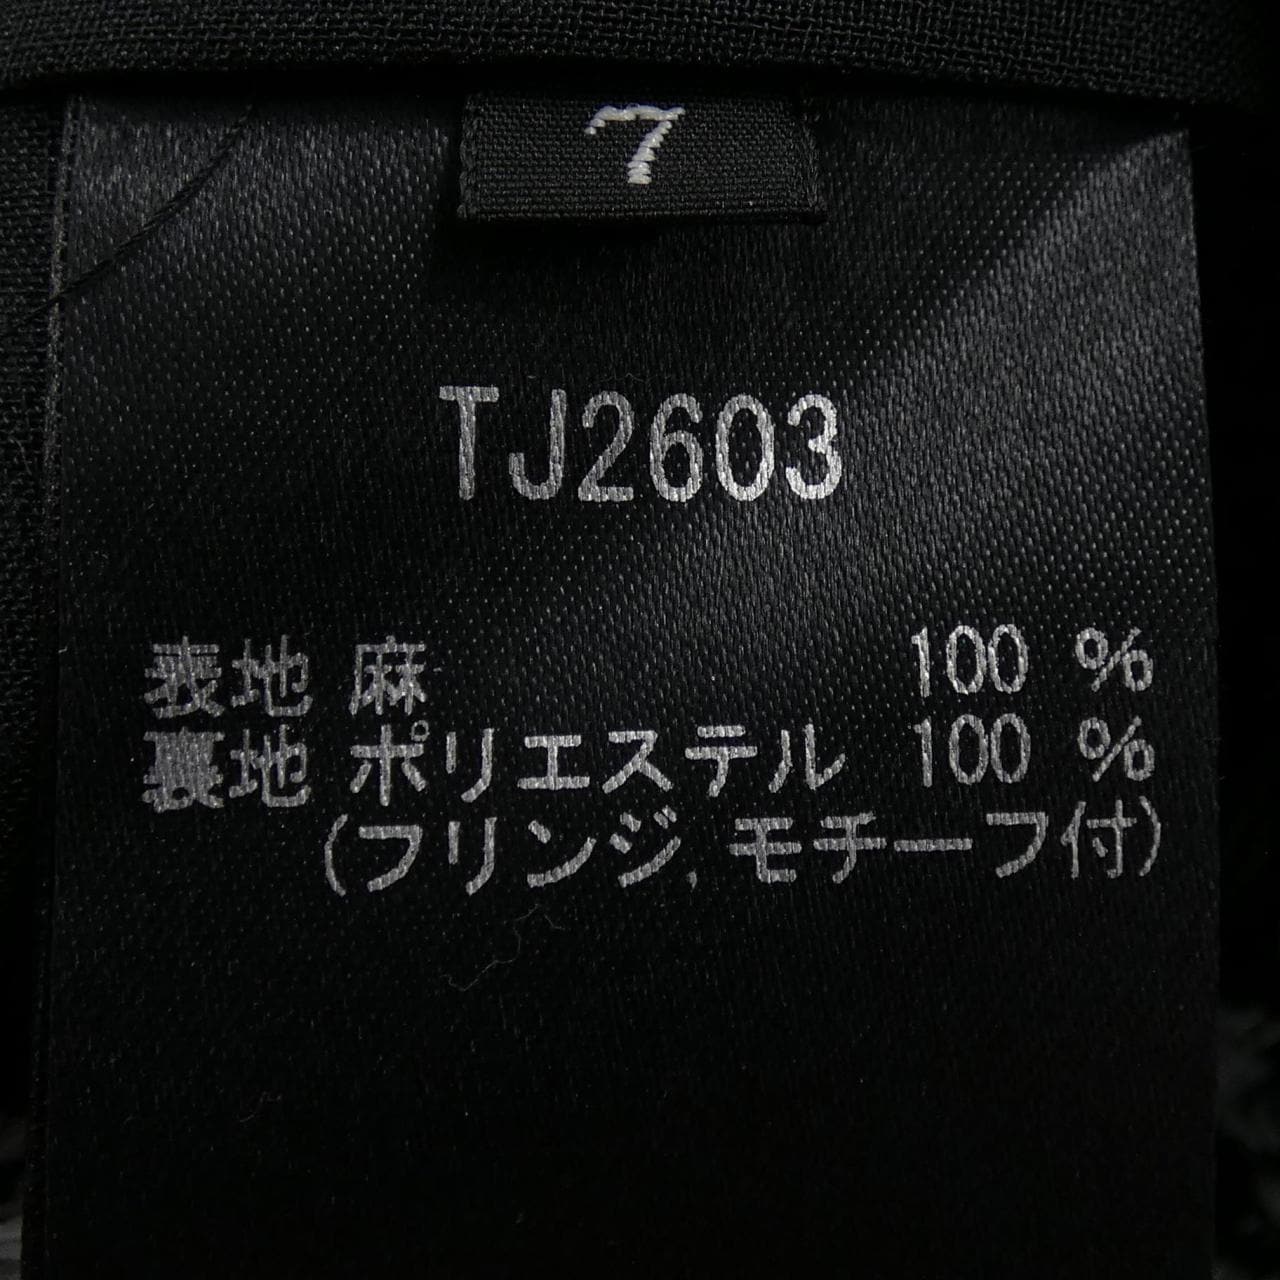 7
TJ2603
表地 麻 100 %
裏地 ポリエステル 100 %
(フリンジ, モチーフ付)